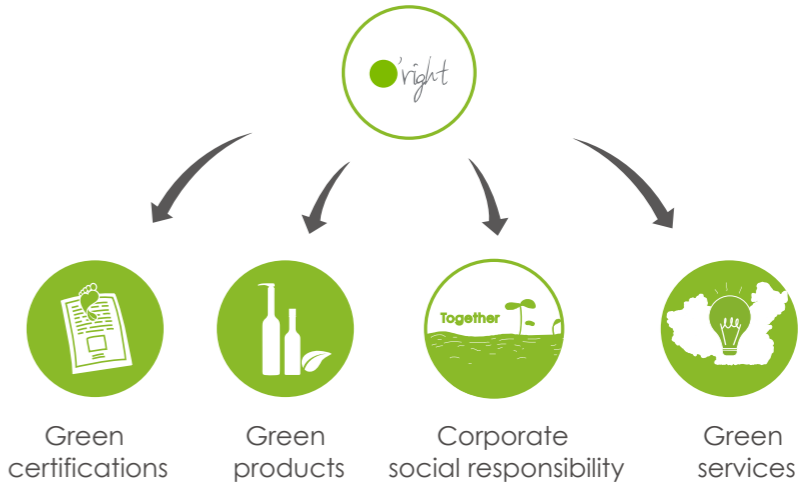 O'right
Together
Green
certifications
Green
products
Corporate
social responsibility
Green
services